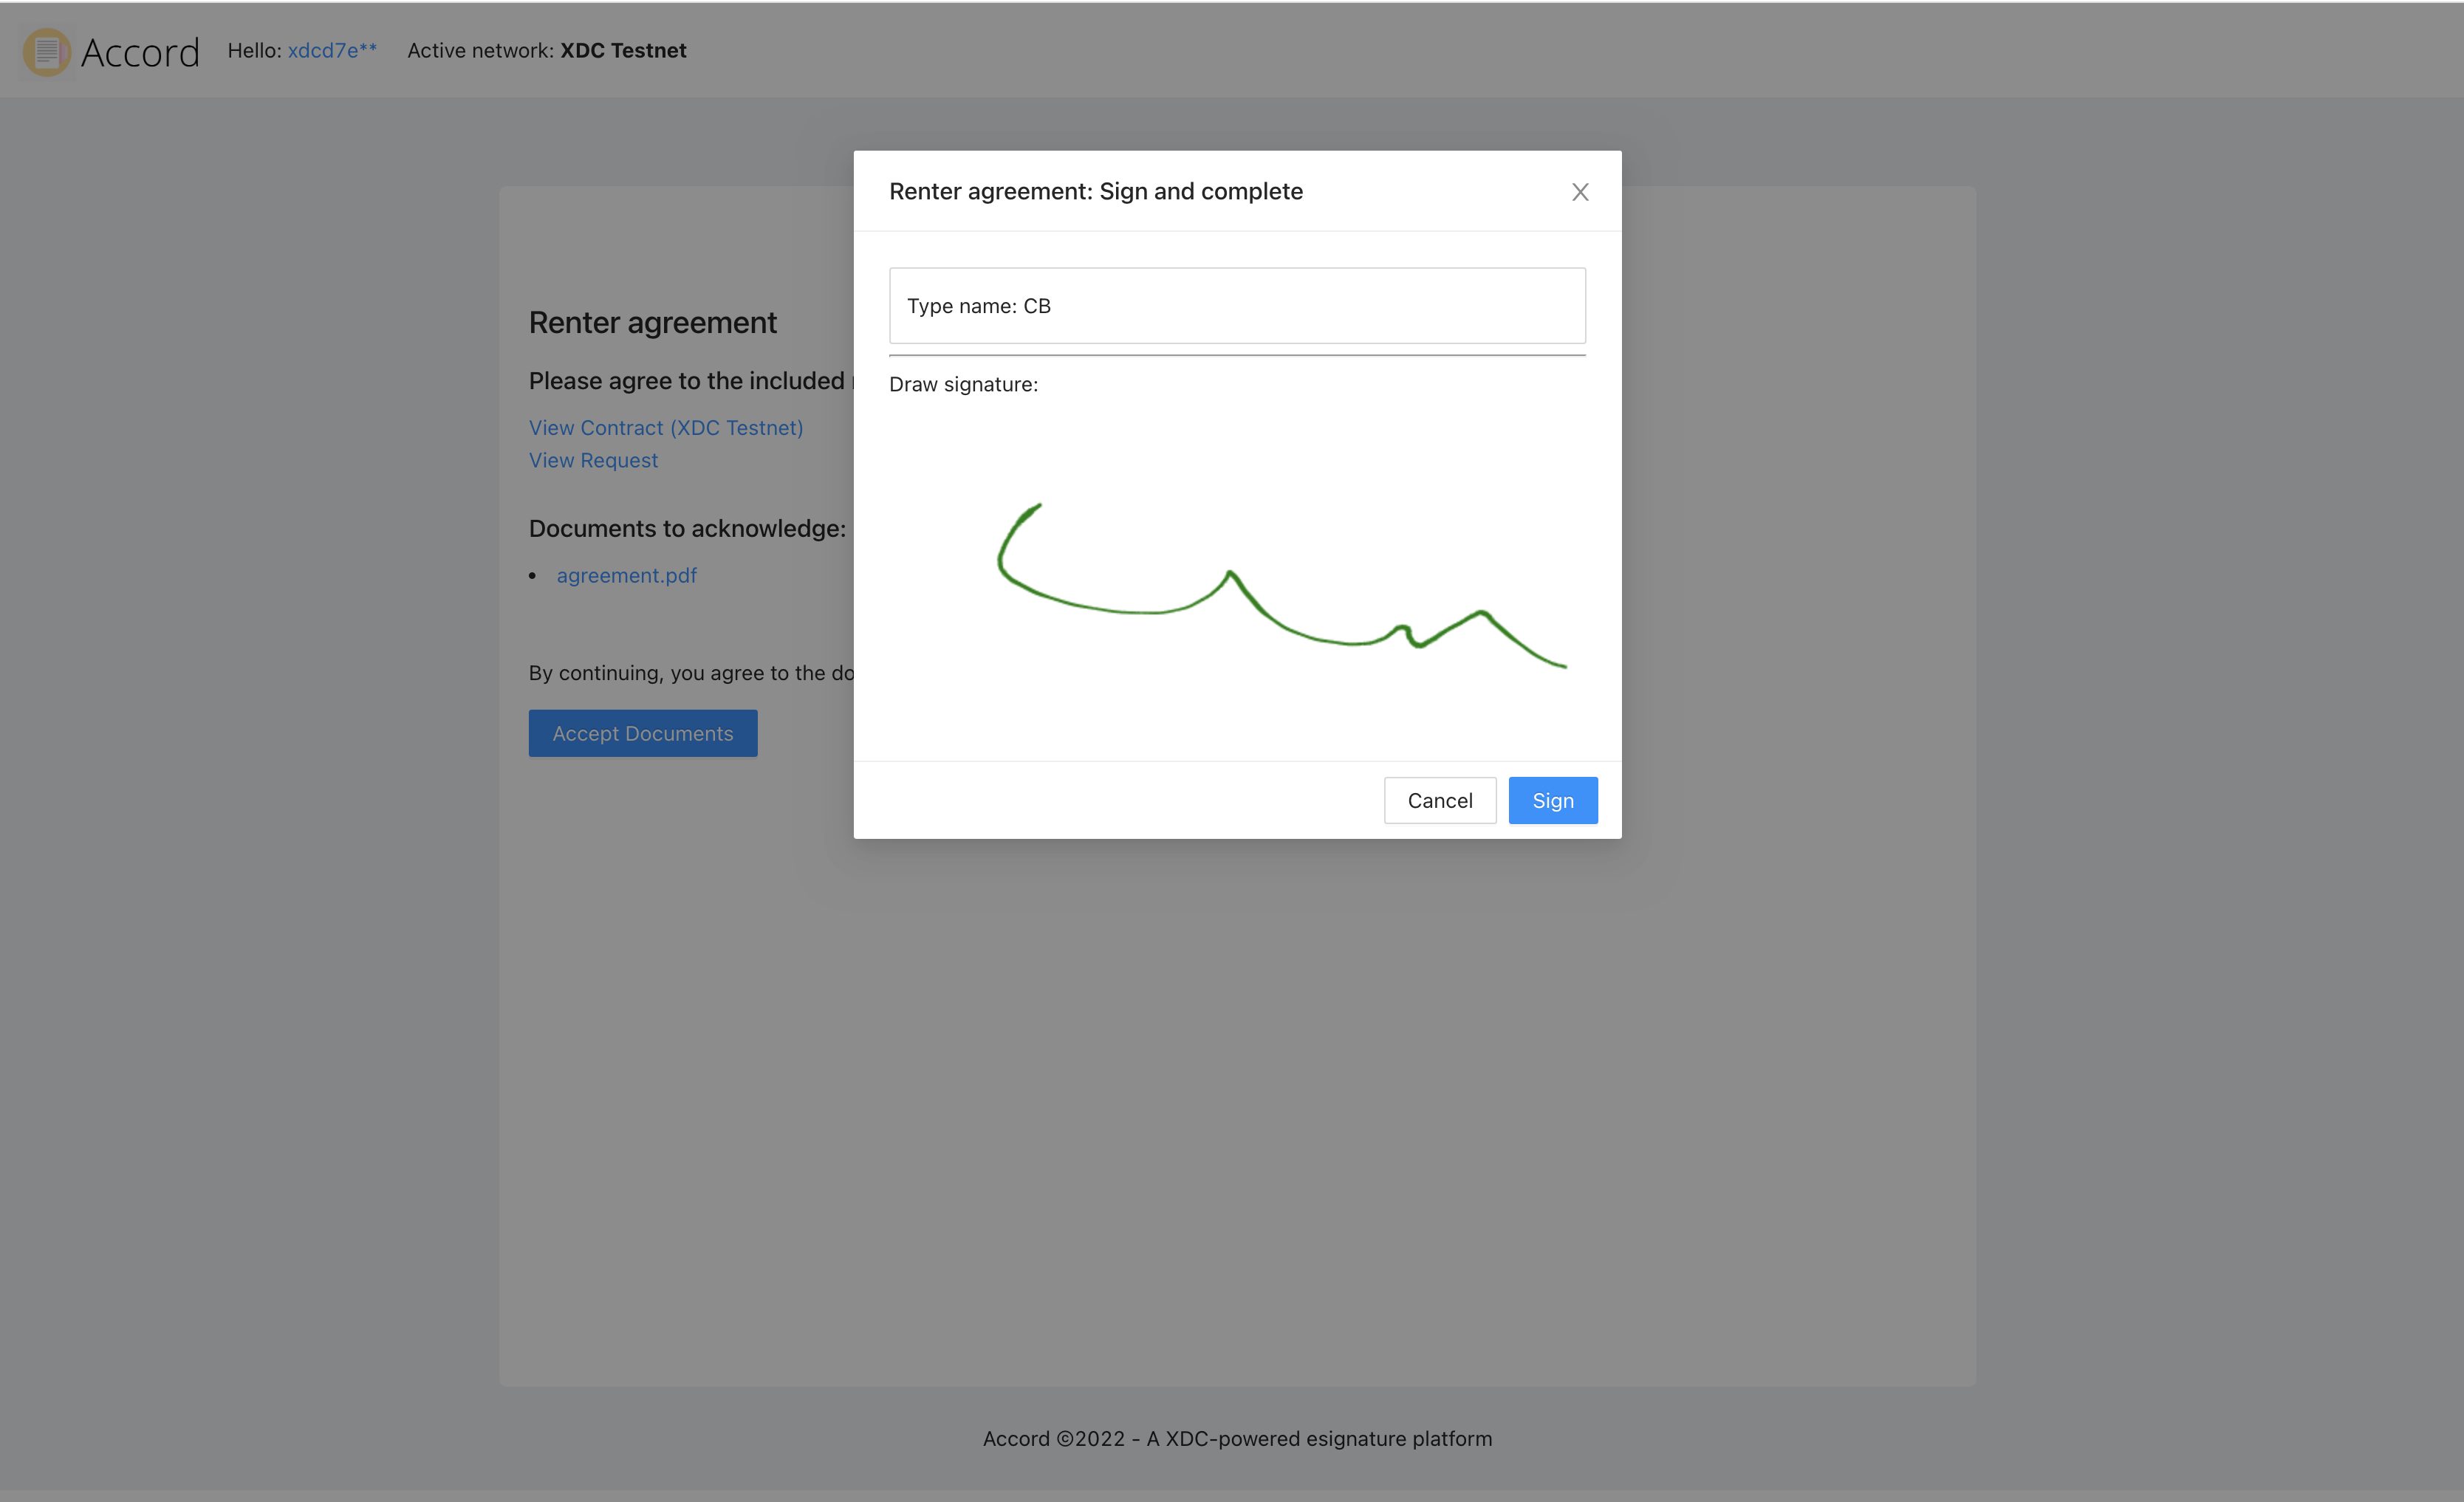 Accord Hello: xdcd7e** Active network: XDC Testnet
Renter agreement: Sign and complete
Type name: CB
Draw signature:
Cancel Sign
Renter agreement
Please agree to the included
View Contract (XDC Testnet)
View Request
Documents to acknowledge:
• agreement.pdf
By continuing, you agree to the do
Accept Documents
Accord ©2022 - A XDC-powered esignature platform